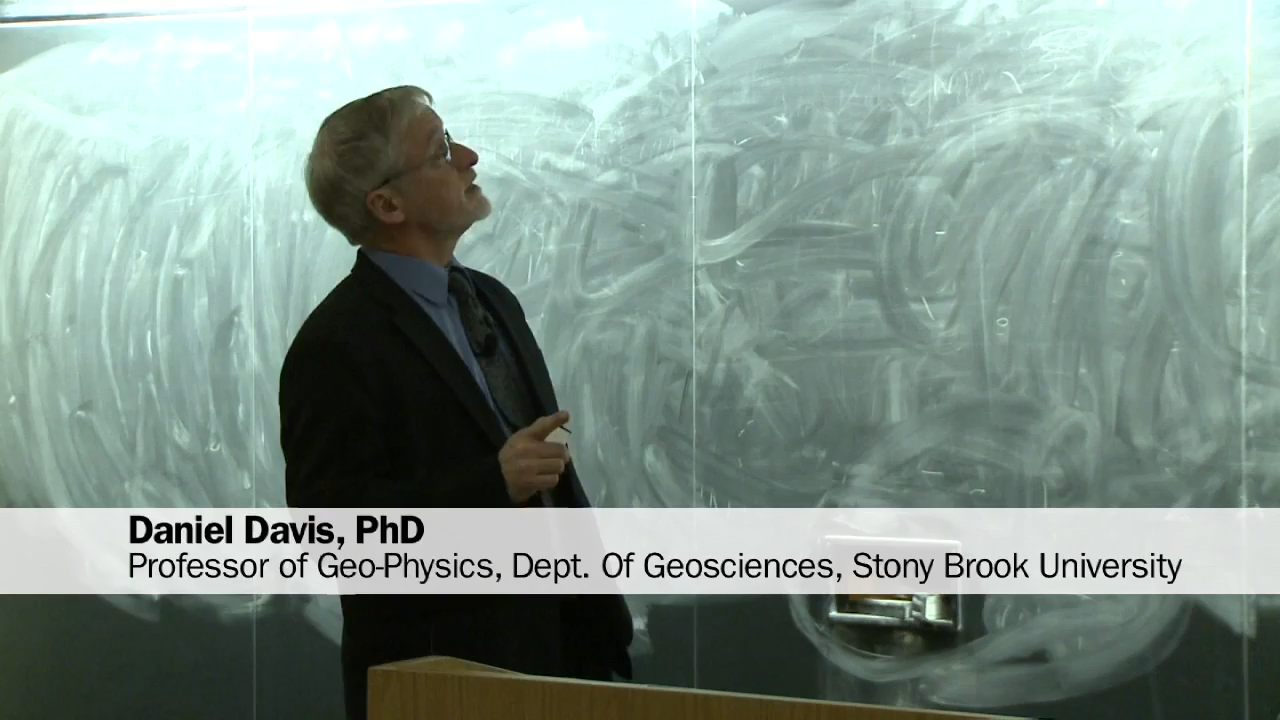 Daniel Davis, PhD
Professor of Geo-Physics, Dept. Of Geosciences, Stony Brook University